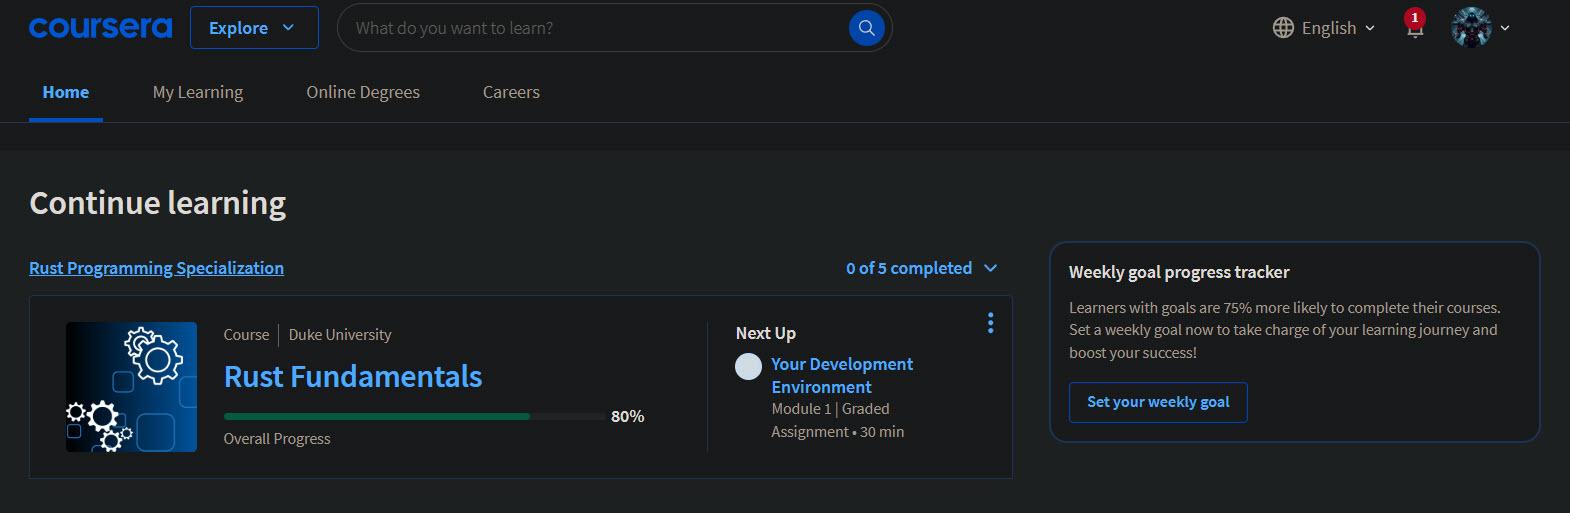 coursera Explore What do you want to learn? English 1
Home My Learning Online Degrees Careers
Continue learning
Rust Programming Specialization 0 of 5 completed
Course Duke University
Rust Fundamentals
80%
Overall Progress
Next Up
Your Development
Environment
Module 1 | Graded
Assignment • 30 min
Weekly goal progress tracker
Learners with goals are 75% more likely to complete their courses.
Set a weekly goal now to take charge of your learning journey and
boost your success!
Set your weekly goal